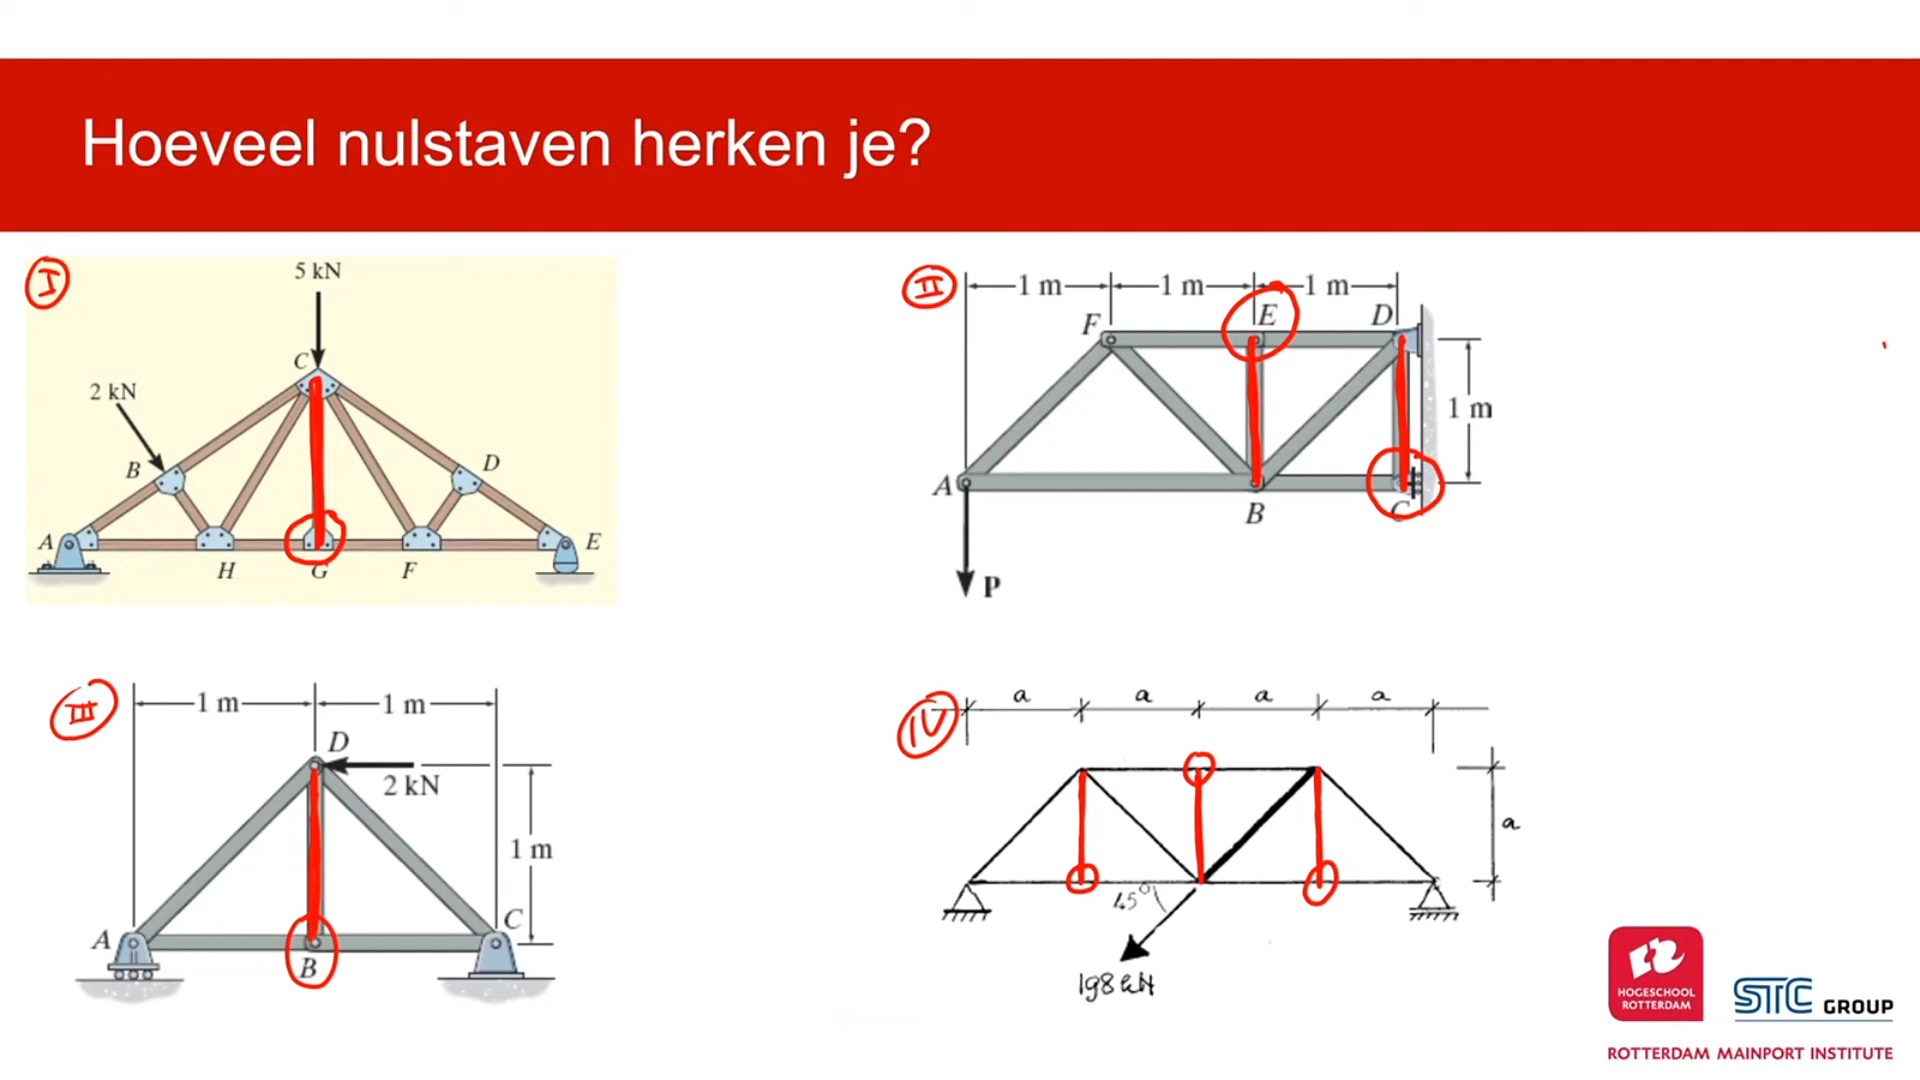 Hoeveel nulstaven herken je?
I
5 kN
C
2 kN
B
D
A
E
H
G
F
II
1 m
1 m
1 m
F
E
D
1 m
A
B
C
P
III
1 m
1 m
D
2 kN
1 m
A
B
C
IV
a
a
a
a
a
45°
198 kN
HOGESCHOOL
ROTTERDAM
STC GROUP
ROTTERDAM MAINPORT INSTITUTE